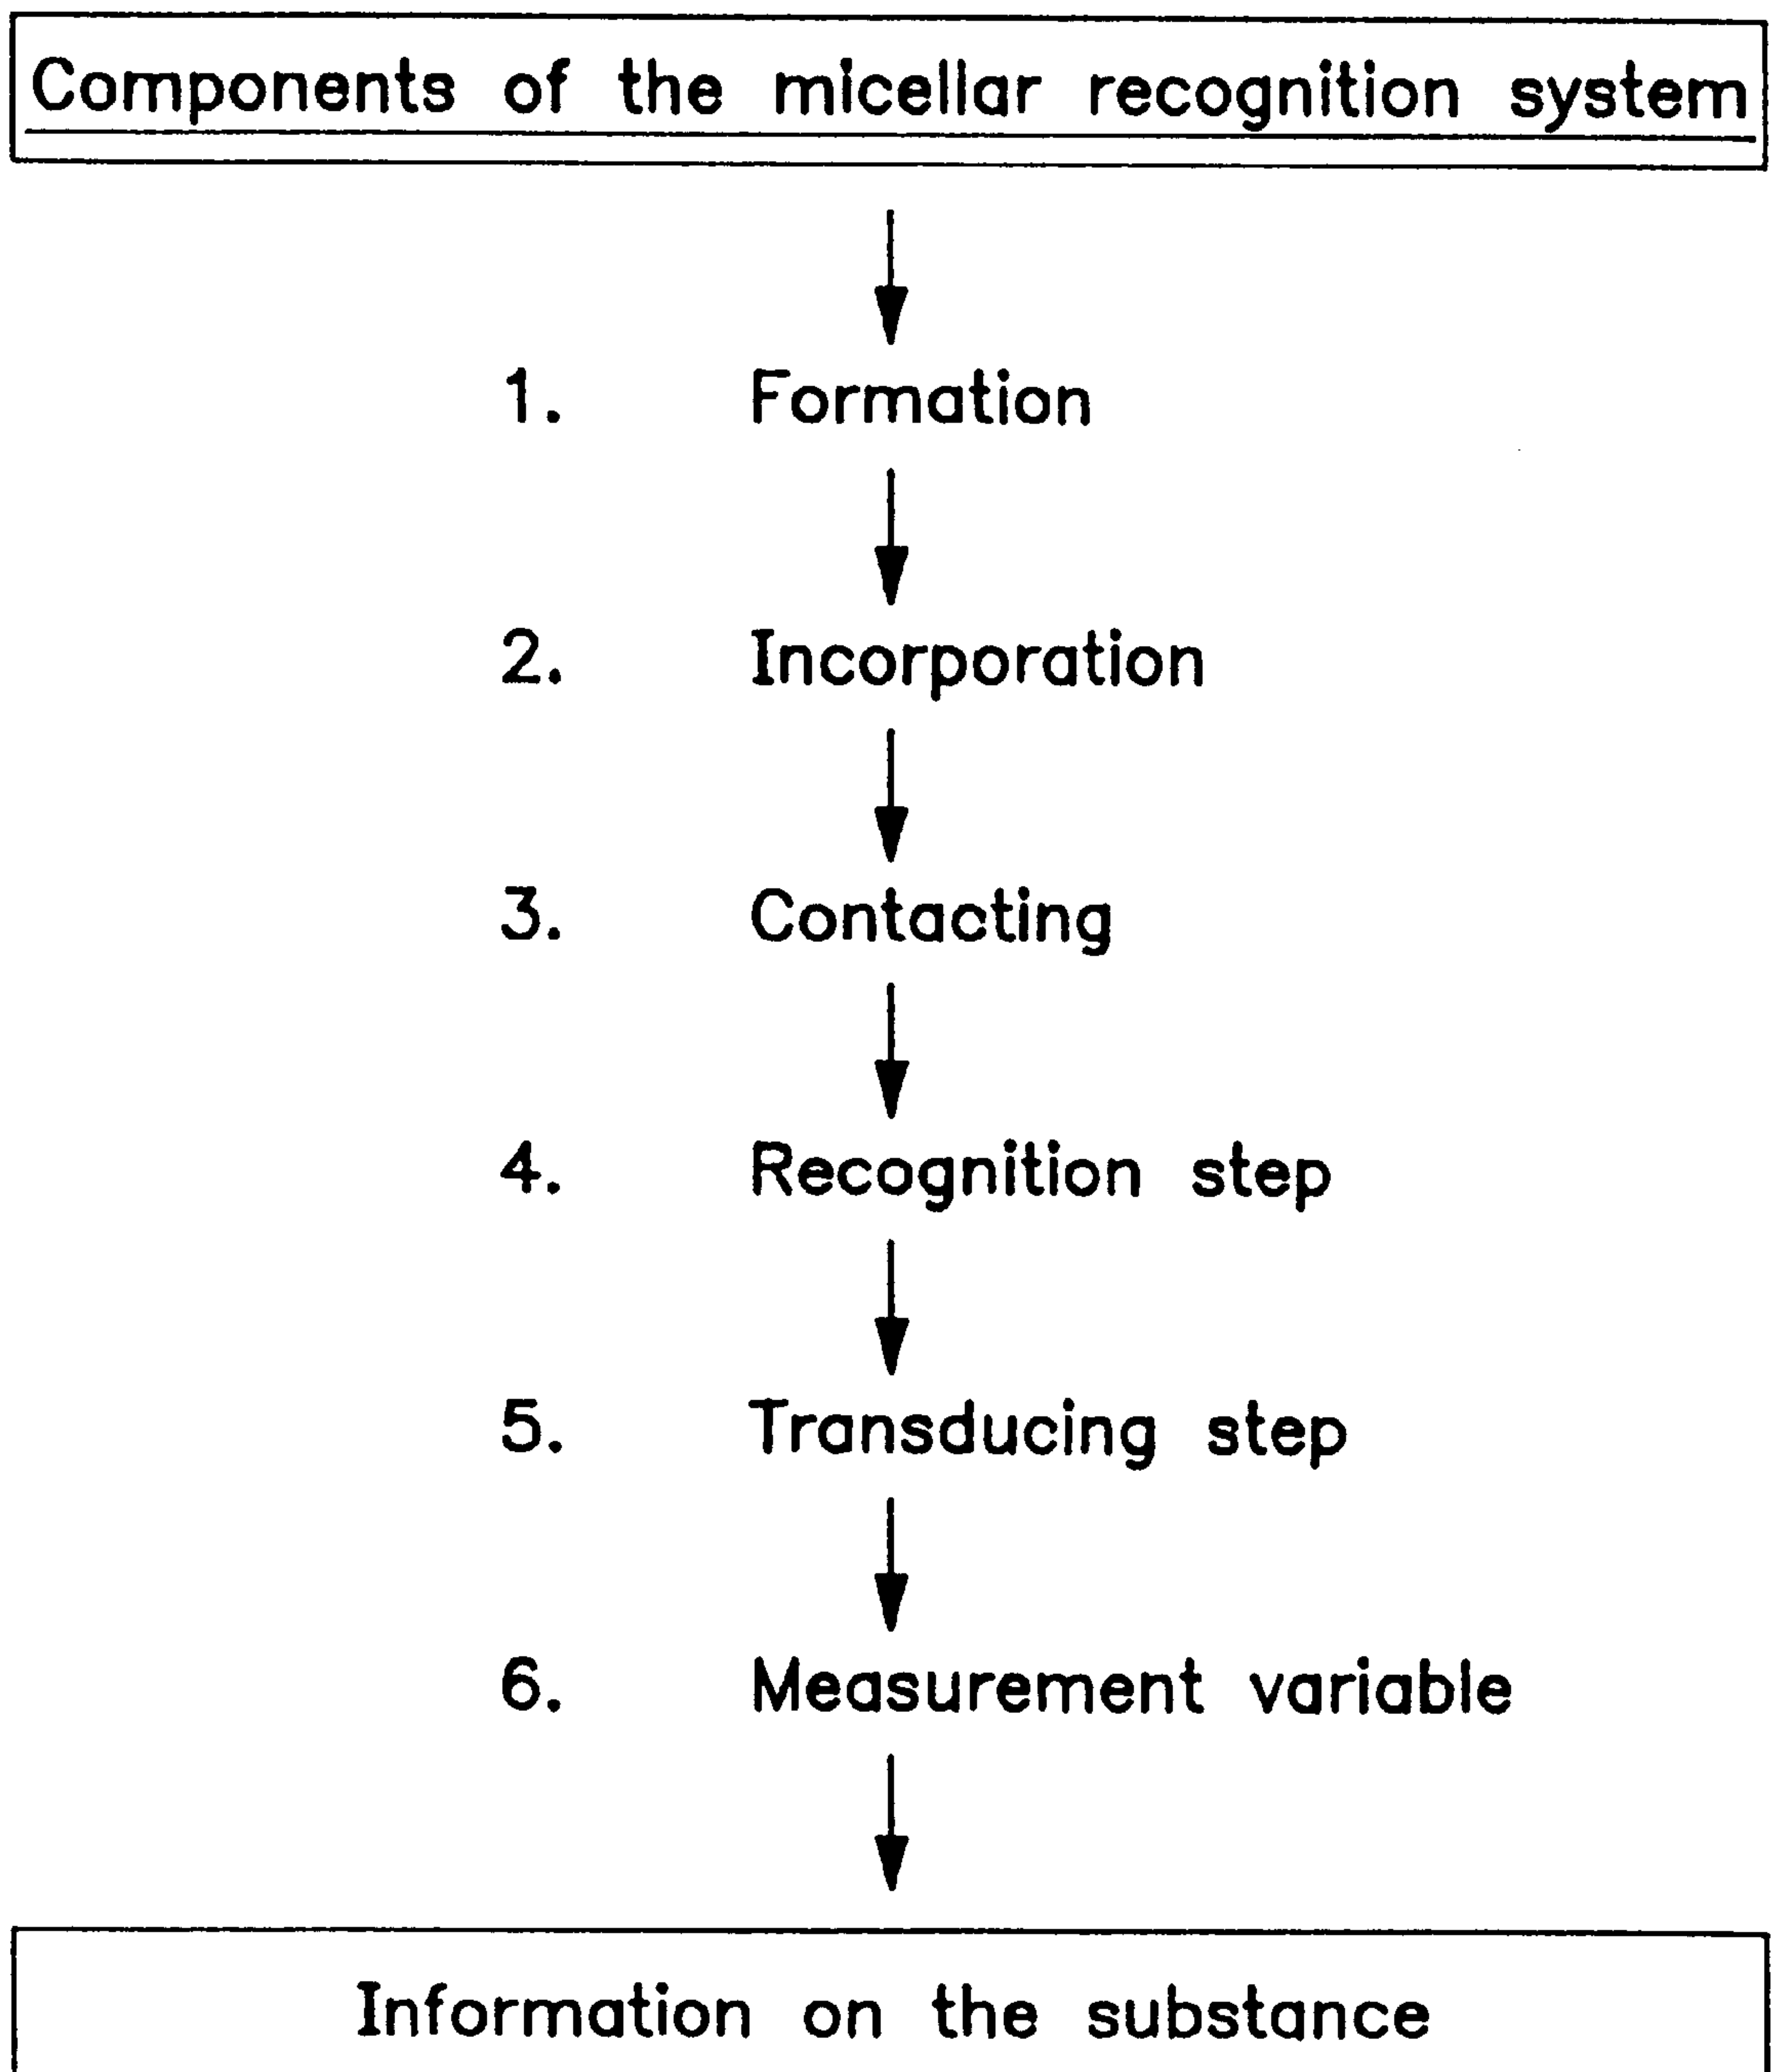 Components of the micellar recognition system
1. Formation
2. Incorporation
3. Contacting
4. Recognition step
5. Transducing step
6. Measurement variable
Information on the substance